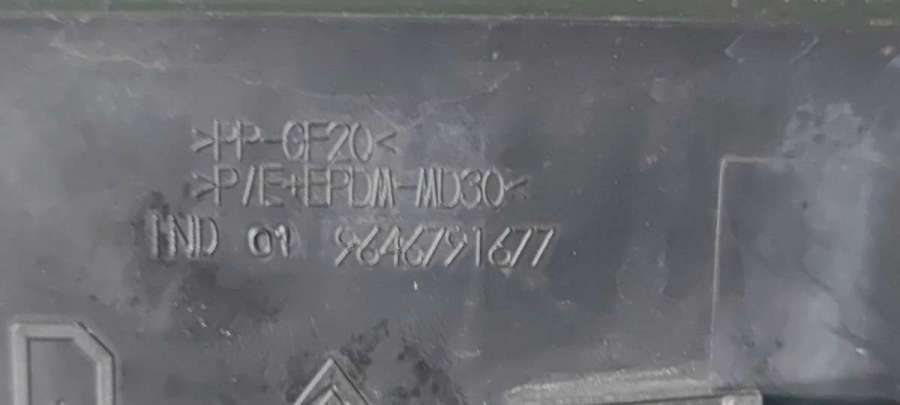 >PP-GF20<
>P/E+EPDM-MD30<
IND 01 9646791677